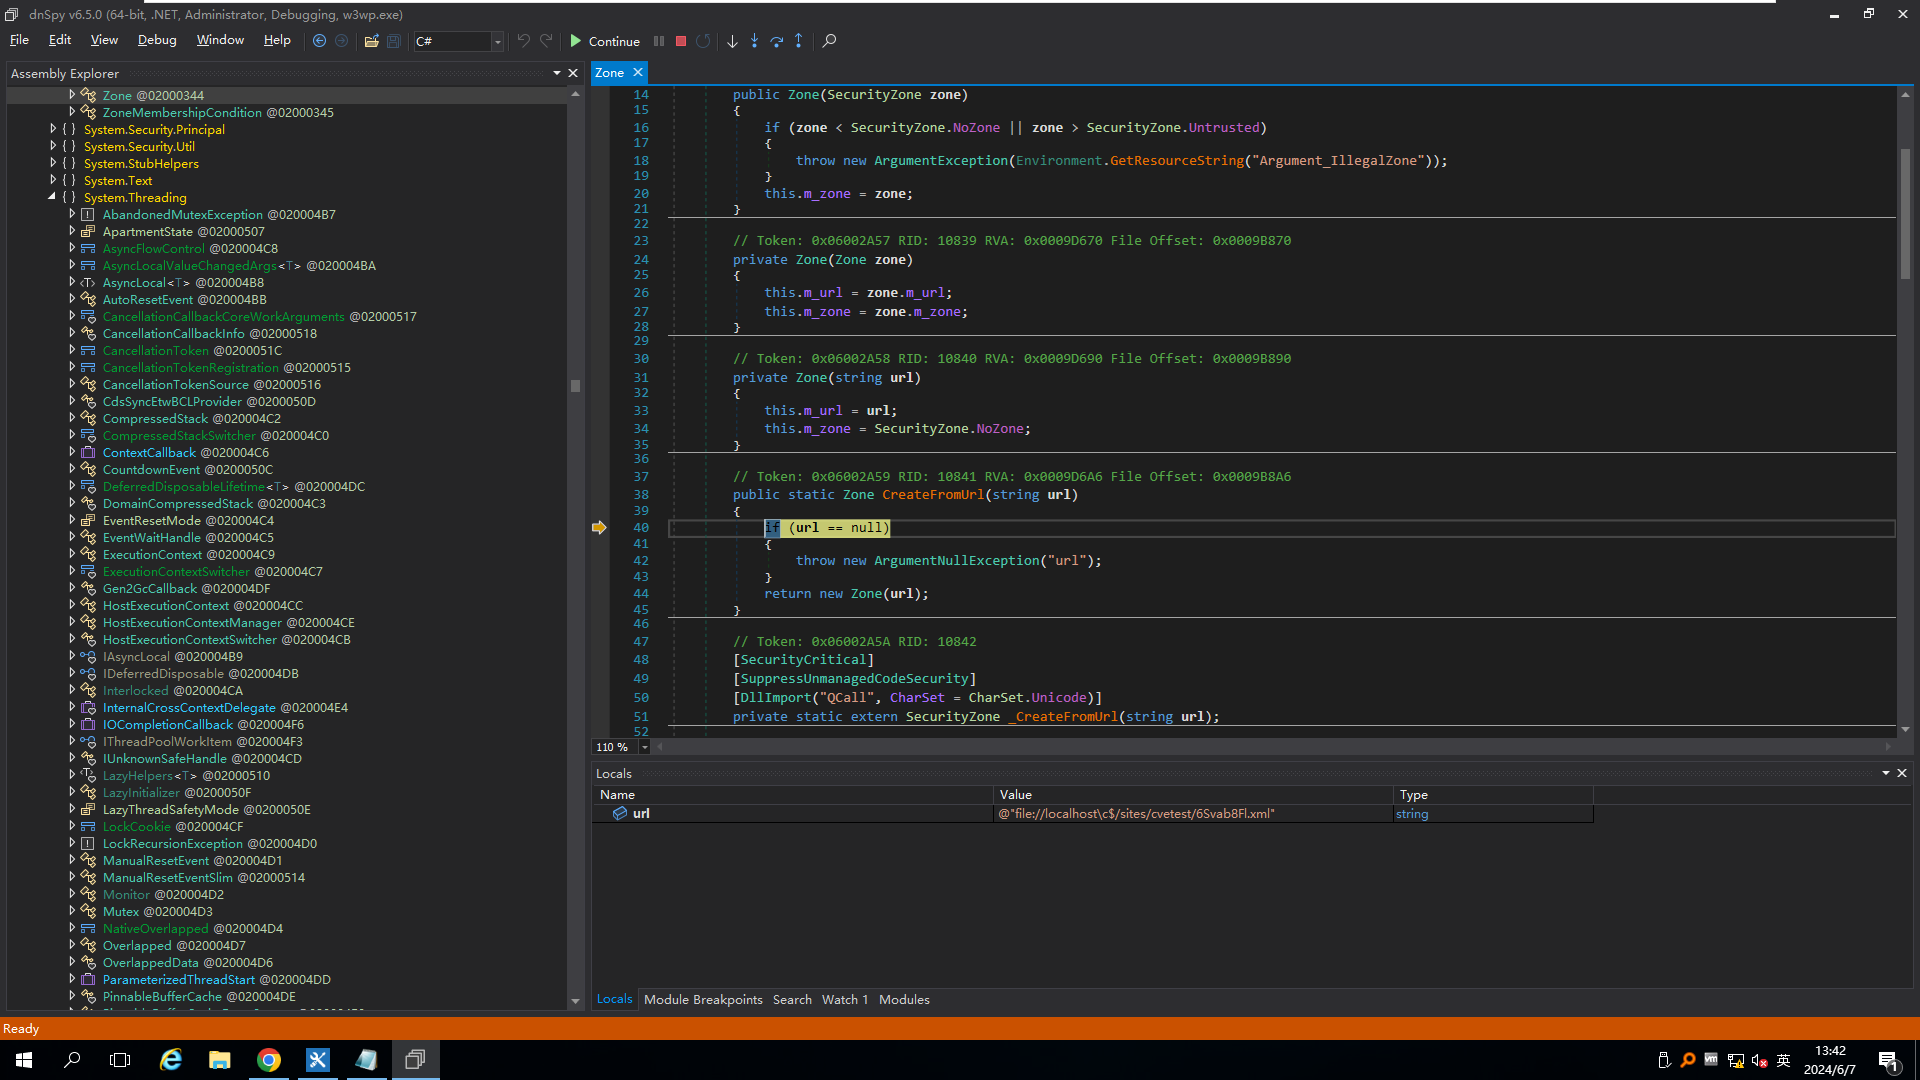 dnSpy v6.5.0 (64-bit, .NET, Administrator, Debugging, w3wp.exe)
File Edit View Debug Window Help C# Continue
Assembly Explorer
Zone @02000344
ZoneMembershipCondition @02000345
{ } System.Security.Principal
{ } System.Security.Util
{ } System.StubHelpers
{ } System.Text
{ } System.Threading
AbandonedMutexException @020004B7
ApartmentState @02000507
AsyncFlowControl @020004C8
AsyncLocalValueChangedArgs<T> @020004BA
AsyncLocal<T> @020004B8
AutoResetEvent @020004BB
CancellationCallbackCoreWorkArguments @02000517
CancellationCallbackInfo @02000518
CancellationToken @0200051C
CancellationTokenRegistration @02000515
CancellationTokenSource @02000516
CdsSyncEtwBCLProvider @0200050D
CompressedStack @020004C2
CompressedStackSwitcher @020004C0
ContextCallback @020004C6
CountdownEvent @0200050C
DeferredDisposableLifetime<T> @020004DC
DomainCompressedStack @020004C3
EventResetMode @020004C4
EventWaitHandle @020004C5
ExecutionContext @020004C9
ExecutionContextSwitcher @020004C7
Gen2GcCallback @020004DF
HostExecutionContext @020004CC
HostExecutionContextManager @020004CE
HostExecutionContextSwitcher @020004CB
IAsyncLocal @020004B9
IDeferredDisposable @020004DB
Interlocked @020004CA
InternalCrossContextDelegate @020004E4
IOCompletionCallback @020004F6
IThreadPoolWorkItem @020004F3
IUnknownSafeHandle @020004CD
LazyHelpers<T> @02000510
LazyInitializer @0200050F
LazyThreadSafetyMode @0200050E
LockCookie @020004CF
LockRecursionException @020004D0
ManualResetEvent @020004D1
ManualResetEventSlim @02000514
Monitor @020004D2
Mutex @020004D3
NativeOverlapped @020004D4
Overlapped @020004D7
OverlappedData @020004D6
ParameterizedThreadStart @020004DD
PinnableBufferCache @020004DE
Zone
14 public Zone(SecurityZone zone)
15 {
16 if (zone < SecurityZone.NoZone || zone > SecurityZone.Untrusted)
17 {
18 throw new ArgumentException(Environment.GetResourceString("Argument_IllegalZone"));
19 }
20 this.m_zone = zone;
21 }
22
23 // Token: 0x06002A57 RID: 10839 RVA: 0x0009D670 File Offset: 0x0009B870
24 private Zone(Zone zone)
25 {
26 this.m_url = zone.m_url;
27 this.m_zone = zone.m_zone;
28 }
29
30 // Token: 0x06002A58 RID: 10840 RVA: 0x0009D690 File Offset: 0x0009B890
31 private Zone(string url)
32 {
33 this.m_url = url;
34 this.m_zone = SecurityZone.NoZone;
35 }
36
37 // Token: 0x06002A59 RID: 10841 RVA: 0x0009D6A6 File Offset: 0x0009B8A6
38 public static Zone CreateFromUrl(string url)
39 {
40 if (url == null)
41 {
42 throw new ArgumentNullException("url");
43 }
44 return new Zone(url);
45 }
46
47 // Token: 0x06002A5A RID: 10842
48 [SecurityCritical]
49 [SuppressUnmanagedCodeSecurity]
50 [DllImport("QCall", CharSet = CharSet.Unicode)]
51 private static extern SecurityZone _CreateFromUrl(string url);
52
110 %
Locals
Name Value Type
url @"file://localhost\c$/sites/cvetest/6Svab8Fl.xml" string
Locals Module Breakpoints Search Watch 1 Modules
Ready
英
13:42
2024/6/7
1